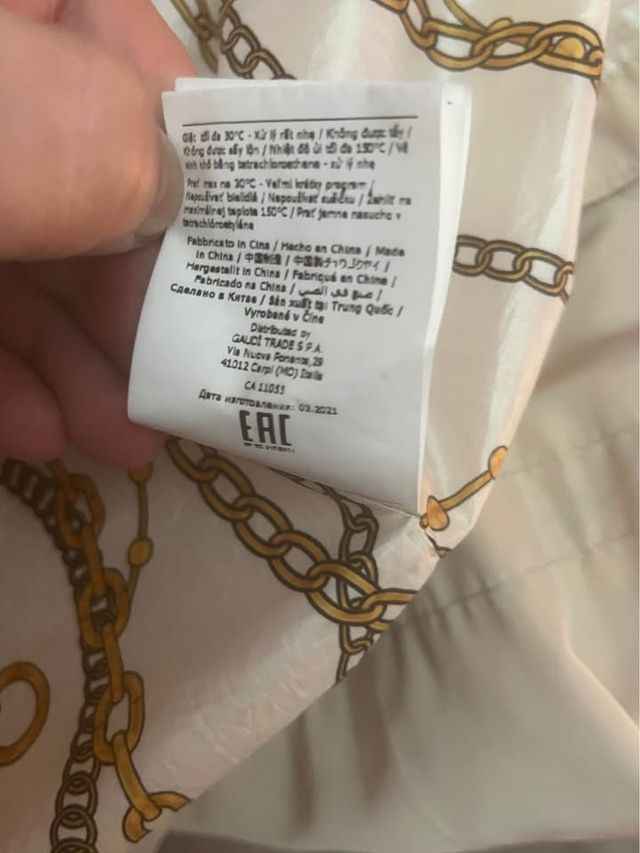 Giặt tối đa 30°C - Xử lý rất nhẹ / Không được tẩy /
Không được sấy lộn / Nhiệt độ ủi tối đa 150°C / Vệ
sinh khô bằng tetrachloroethene - xử lý nhẹ
Prať max na 30°C - Veľmi krátky program /
Nepoužívať bielidlá / Nepoužívať sušičku / Žehliť na
maximálnej teplote 150°C / Prať jemne nasucho v
tetrachlóretyléne
Fabbricato in Cina / Hecho en China / Made
in China / 中国制造 / 中国製
Hergestellt in China / Fabriqué en Chine /
Fabricado na China / صنع في الصين /
Сделано в Китае / Sản xuất tại Trung Quốc /
Vyrobené v Číne
Distributed by
GAUDÌ TRADE S.P.A.
Via Nuova Ponente,29
41012 Carpi (MO) Italia
CA 11055
Дата изготовления: 03.2021
EAC